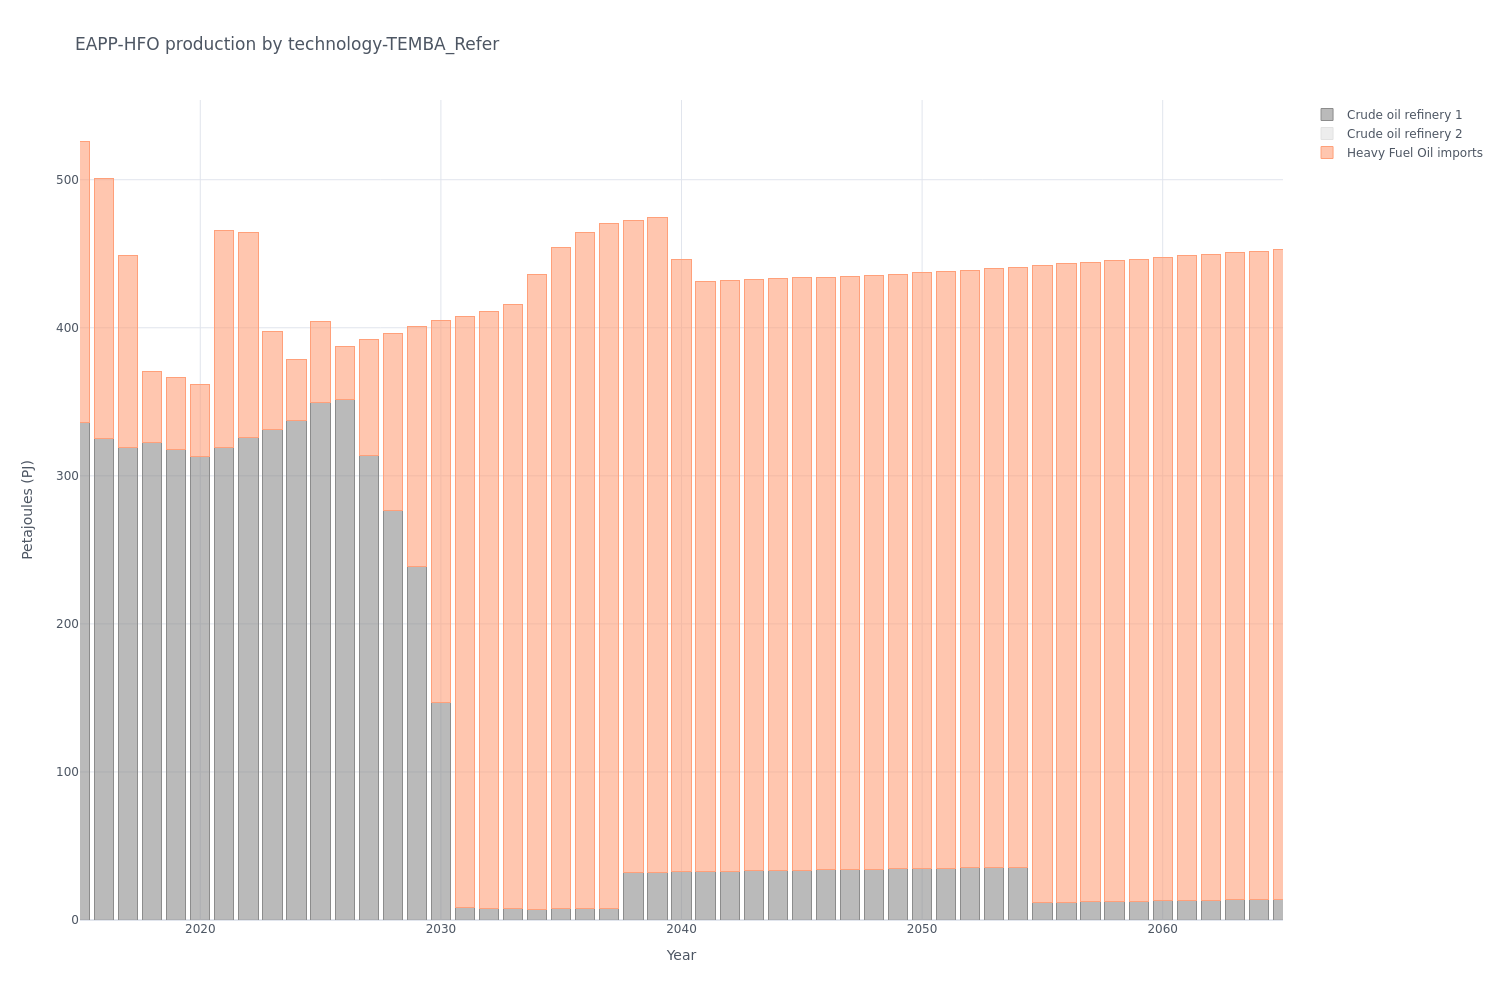 EAPP-HFO production by technology-TEMBA_Refer
Crude oil refinery 1
Crude oil refinery 2
Heavy Fuel Oil imports
Petajoules (PJ)
500
400
300
200
100
0
2020
2030
2040
2050
2060
Year